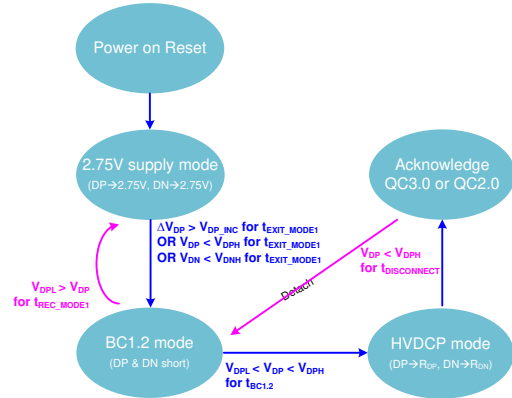 Power on Reset
2.75V supply mode
(DP→2.75V, DN→2.75V)
Acknowledge
QC3.0 or QC2.0
ΔVDP > VDP_INC for tEXIT_MODE1
OR VDP < VDPH for tEXIT_MODE1
OR VDN < VDNH for tEXIT_MODE1
VDP < VDPH
for tDISCONNECT
VDPL > VDP
for tREC_MODE1
Detach
BC1.2 mode
(DP & DN short)
HVDCP mode
(DP→RDP, DN→RDN)
VDPL < VDP < VDPH
for tBC1.2